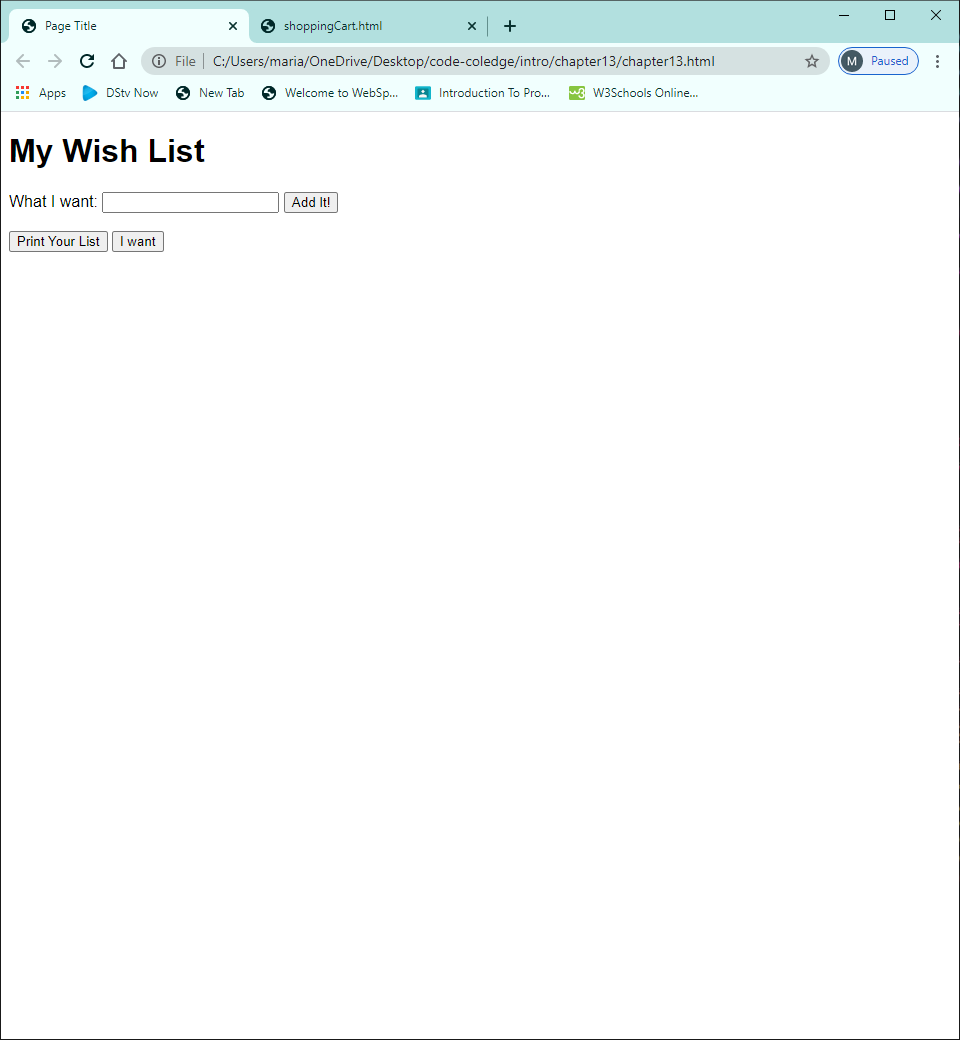 Page Title
shoppingCart.html
File
C:/Users/maria/OneDrive/Desktop/code-coledge/intro/chapter13/chapter13.html
M Paused
Apps DStv Now New Tab Welcome to WebSp... Introduction To Pro... w3 W3Schools Online...
My Wish List
What I want: Add It!
Print Your List I want